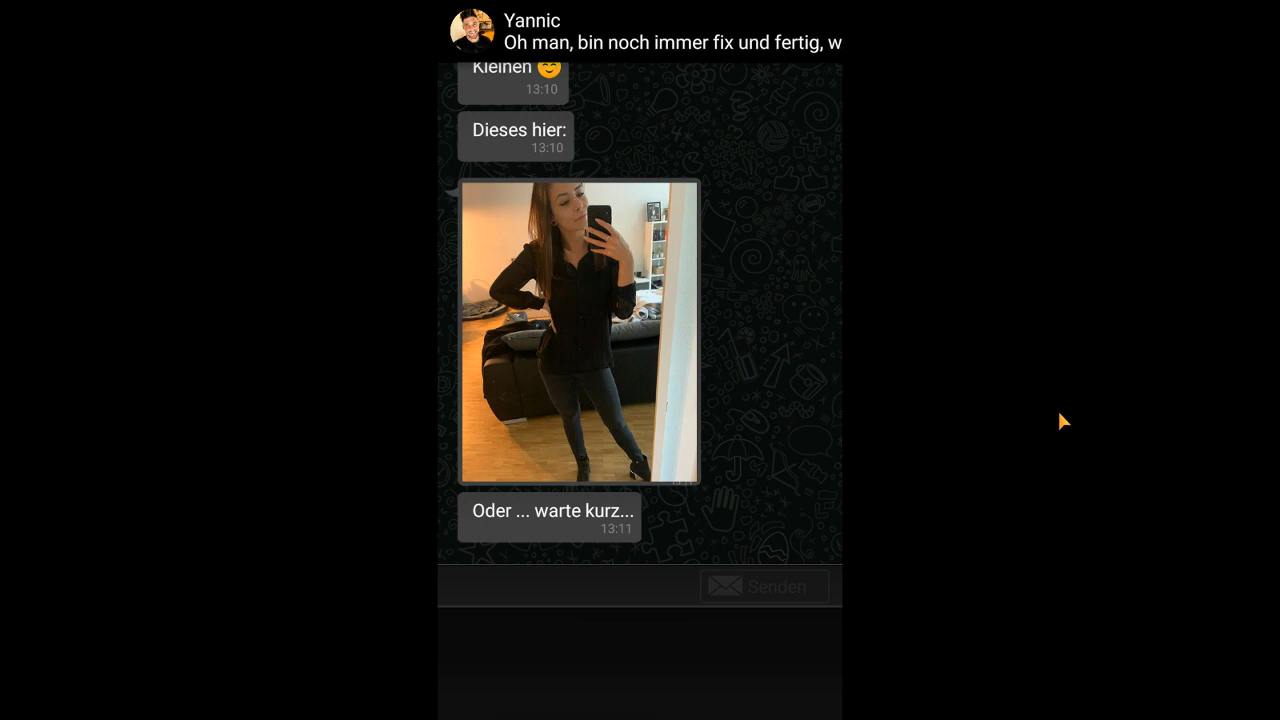 Yannic
Oh man, bin noch immer fix und fertig, w
Kleinen
13:10
Dieses hier:
13:10
Oder ... warte kurz...
13:11
Senden